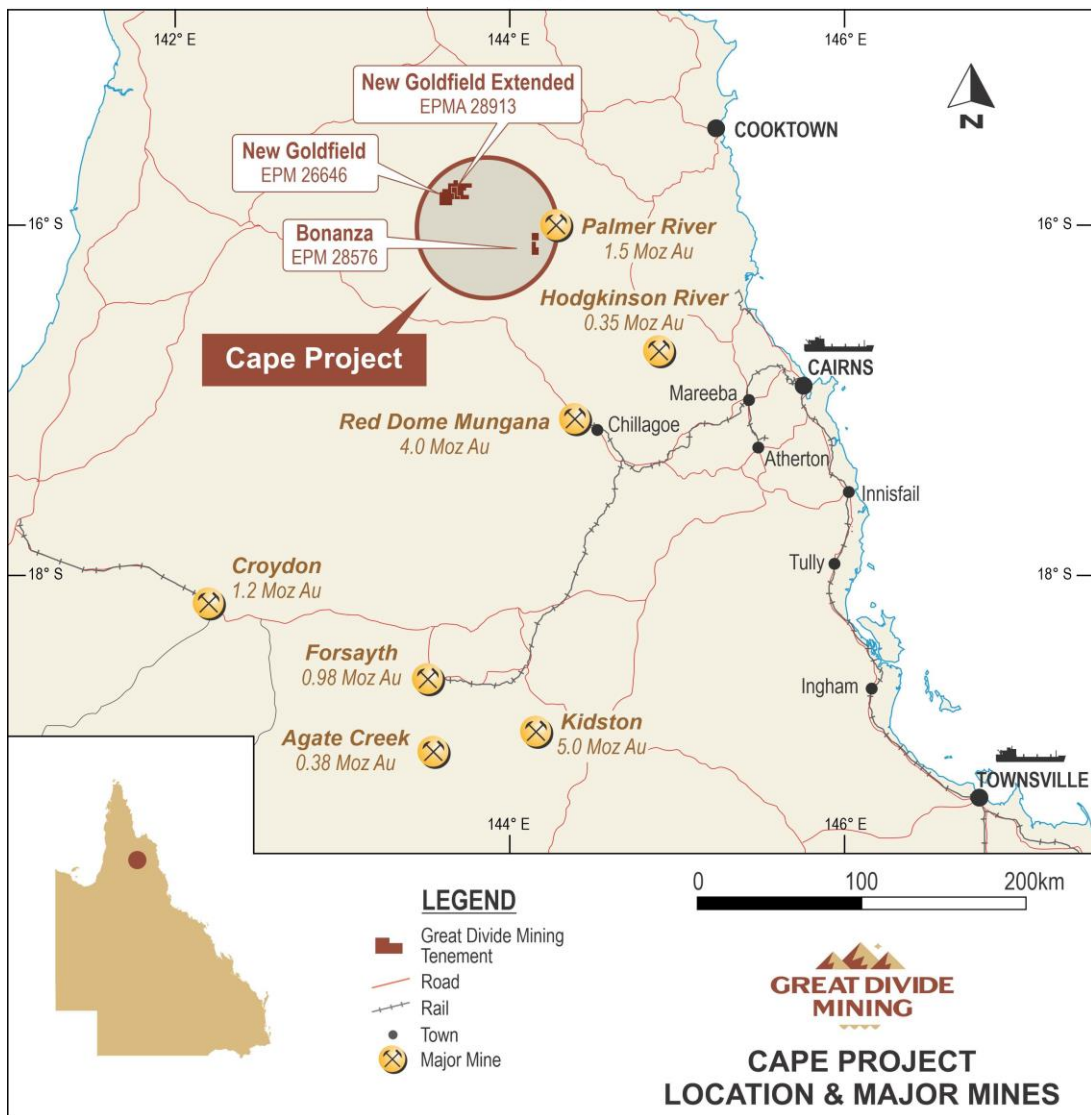 142° E
144° E
146° E
New Goldfield Extended
EPMA 28913
N
COOKTOWN
New Goldfield
EPM 26646
16° S
16° S
Bonanza
EPM 28576
Palmer River
1.5 Moz Au
Hodgkinson River
0.35 Moz Au
Cape Project
CAIRNS
Mareeba
Red Dome Mungana
4.0 Moz Au
Chillagoe
Atherton
Innisfail
Tully
18° S
18° S
Croydon
1.2 Moz Au
Forsayth
0.98 Moz Au
Ingham
Agate Creek
0.38 Moz Au
Kidston
5.0 Moz Au
TOWNSVILLE
144° E
146° E
LEGEND
Great Divide Mining
Tenement
Road
Rail
Town
Major Mine
0 100 200km
GREAT DIVIDE
MINING
CAPE PROJECT
LOCATION & MAJOR MINES